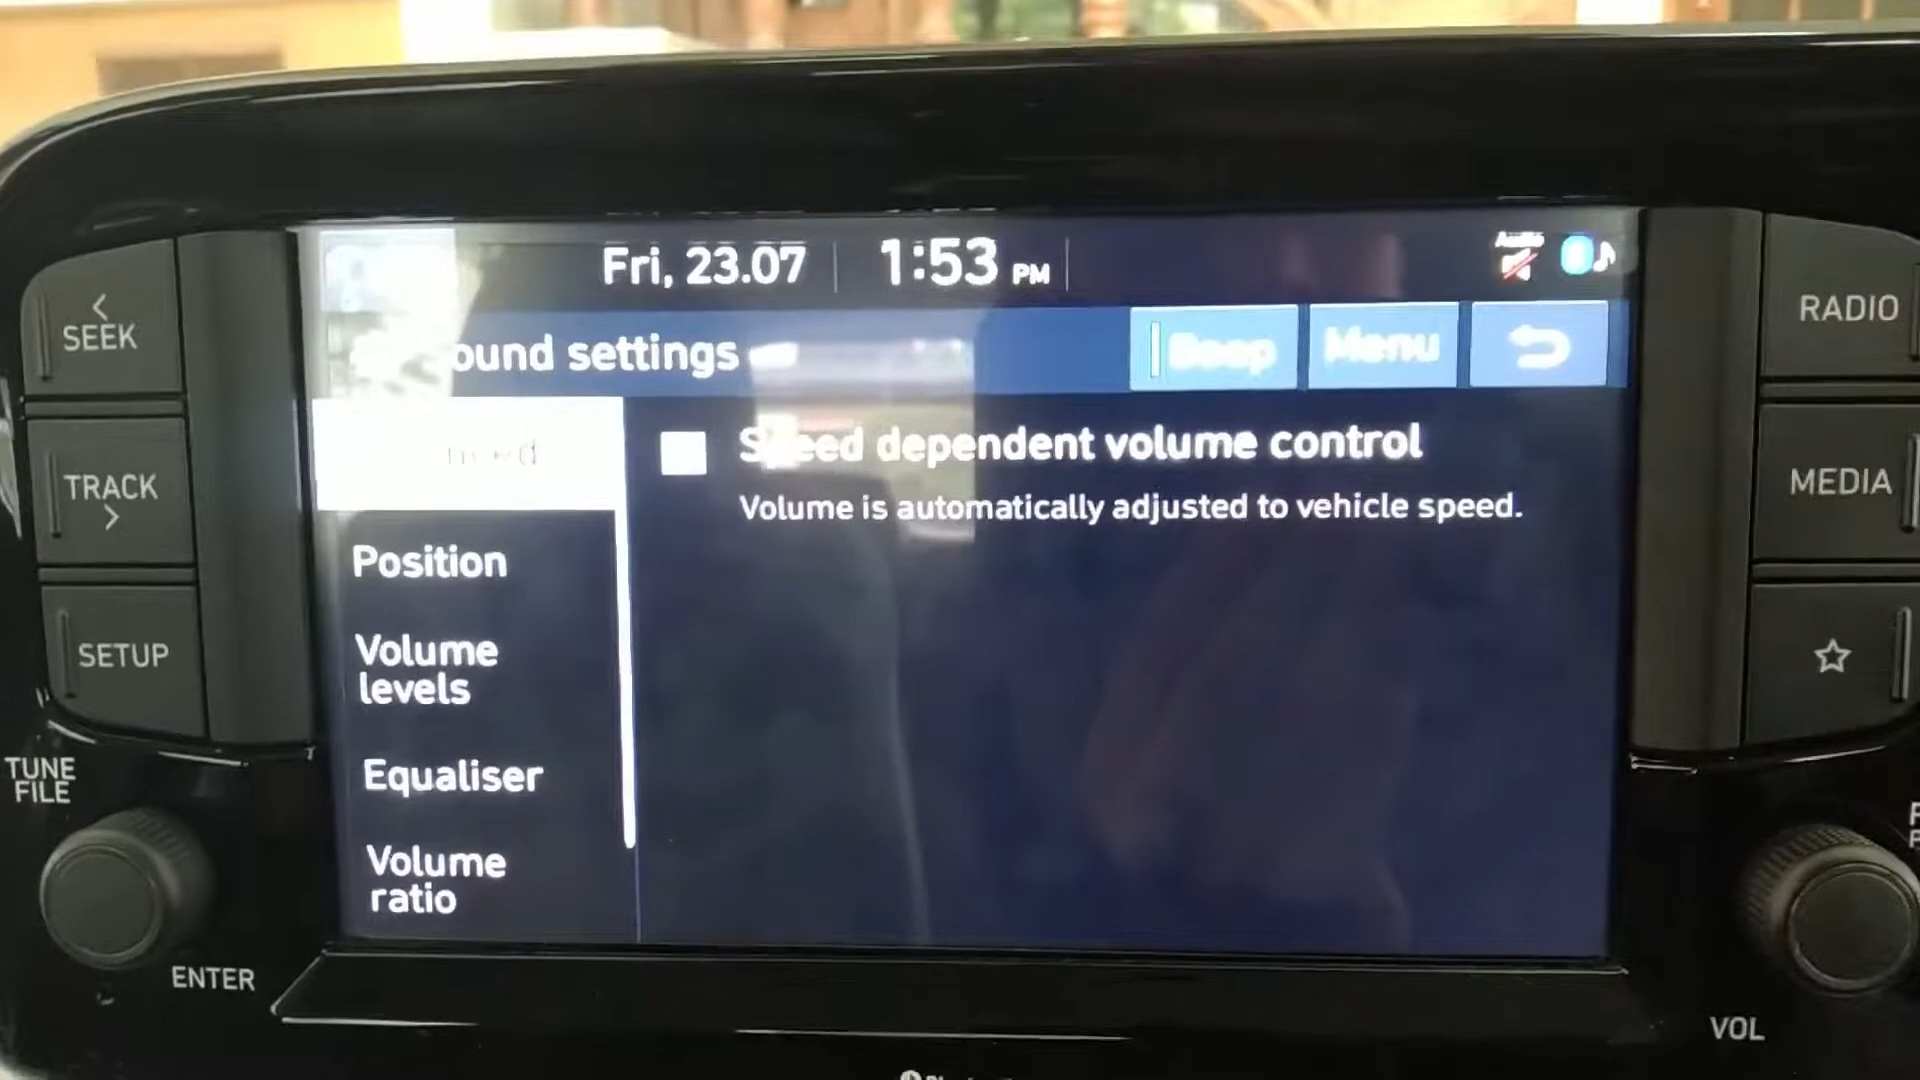 Fri, 23.07
1:53 PM
Audio
ound settings
Beep
Menu
Speed dependent volume control
Volume is automatically adjusted to vehicle speed.
Position
Volume
levels
Equaliser
Volume
ratio
<
SEEK
TRACK
>
SETUP
TUNE
FILE
ENTER
RADIO
MEDIA
VOL